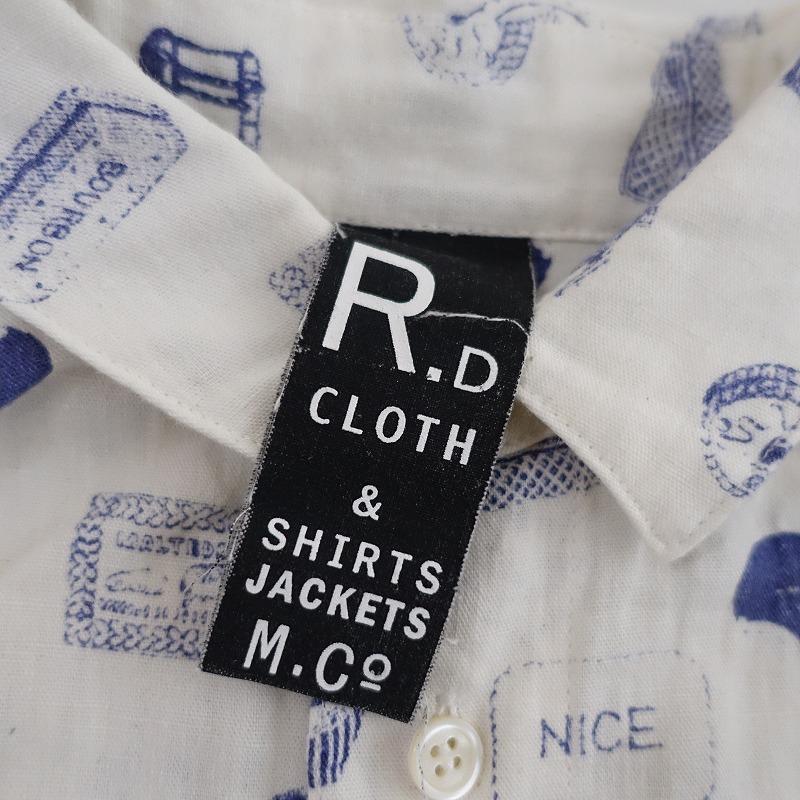 BOURBON
R.D
CLOTH
&
SHIRTS
JACKETS
M.Cº
NICE